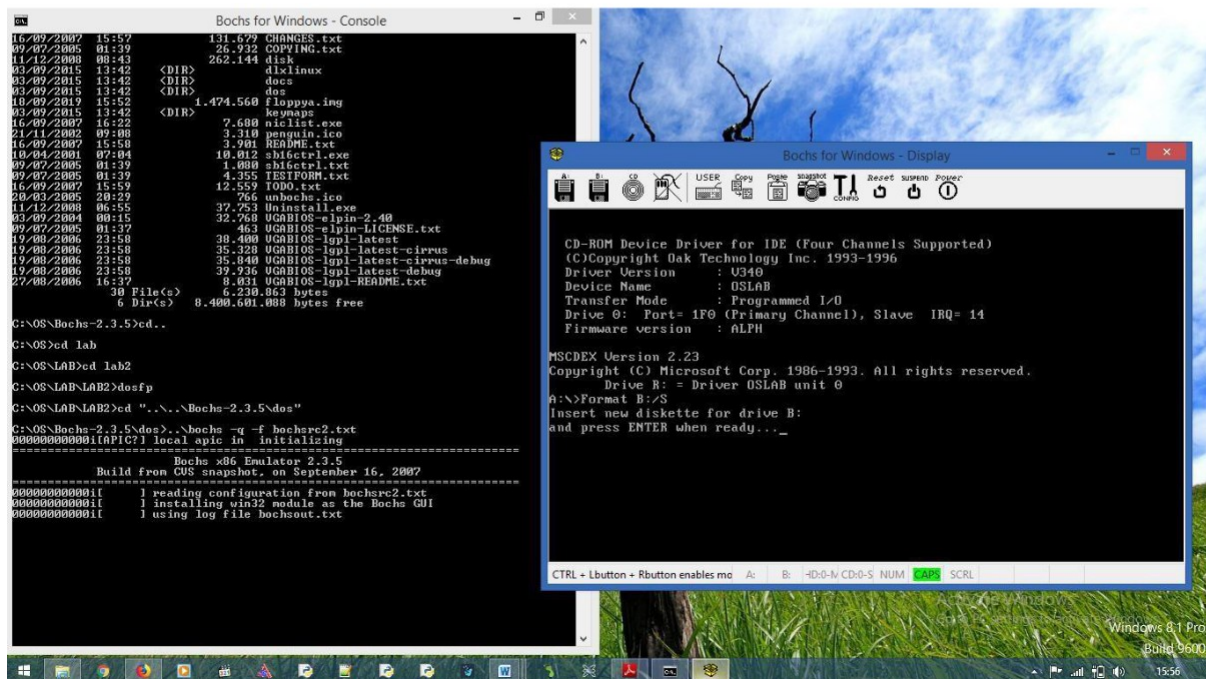 Bochs for Windows - Console
16/09/2007 15:57 131.679 CHANGES.txt
09/07/2005 01:39 26.932 COPYING.txt
11/12/2008 08:43 262.144 disk
03/09/2015 13:42 <DIR> dlxlinux
03/09/2015 13:42 <DIR> docs
03/09/2015 13:42 <DIR> dos
18/09/2019 15:52 1.474.560 floppya.img
03/09/2015 13:42 <DIR> keymaps
16/09/2007 16:22 7.680 niclist.exe
21/11/2002 09:08 3.310 penguin.ico
16/09/2007 15:58 3.901 README.txt
10/04/2001 07:04 10.012 sb16ctrl.exe
09/07/2005 01:39 1.080 sb16ctrl.txt
09/07/2005 01:39 4.355 TESTFORM.txt
16/09/2007 15:59 12.559 TODO.txt
20/03/2005 20:29 766 unbochs.ico
11/12/2008 06:55 37.753 Uninstall.exe
03/09/2004 00:15 32.768 VGABIOS-elpin-2.40
09/07/2005 01:37 463 VGABIOS-elpin-LICENSE.txt
19/08/2006 23:58 38.400 VGABIOS-lgpl-latest
19/08/2006 23:58 35.328 VGABIOS-lgpl-latest-cirrus
19/08/2006 23:58 35.840 VGABIOS-lgpl-latest-cirrus-debug
19/08/2006 23:58 39.936 VGABIOS-lgpl-latest-debug
27/08/2006 16:37 8.031 VGABIOS-lgpl-README.txt
30 File(s) 6.230.863 bytes
6 Dir(s) 8.400.601.088 bytes free
C:\OS\Bochs-2.3.5>cd..
C:\OS>cd lab
C:\OS\LAB>cd lab2
C:\OS\LAB\LAB2>dosfp
C:\OS\LAB\LAB2>cd "..\..\Bochs-2.3.5\dos"
C:\OS\Bochs-2.3.5\dos>..\bochs -q -f bochsrc2.txt
00000000000i[APIC?] local apic in initializing
========================================================================
Bochs x86 Emulator 2.3.5
Build from CVS snapshot, on September 16, 2007
========================================================================
00000000000i[ ] reading configuration from bochsrc2.txt
00000000000i[ ] installing win32 module as the Bochs GUI
00000000000i[ ] using log file bochsout.txt
Bochs for Windows - Display
A: B: CD USER Copy Paste snapshot CONFIG Reset SUSPEND Power
CD-ROM Device Driver for IDE (Four Channels Supported)
(C)Copyright Oak Technology Inc. 1993-1996
Driver Version : V340
Device Name : OSLAB
Transfer Mode : Programmed I/O
Drive 0: Port= 1F0 (Primary Channel), Slave IRQ= 14
Firmware version : ALPH
MSCDEX Version 2.23
Copyright (C) Microsoft Corp. 1986-1993. All rights reserved.
Drive R: = Driver OSLAB unit 0
A:\>Format B:/S
Insert new diskette for drive B:
and press ENTER when ready..._
CTRL + Lbutton + Rbutton enables mo A: B: HD:0-M CD:0-S NUM CAPS SCRL
Activate Windows
Windows 8.1 Pro
Build 9600
15:56